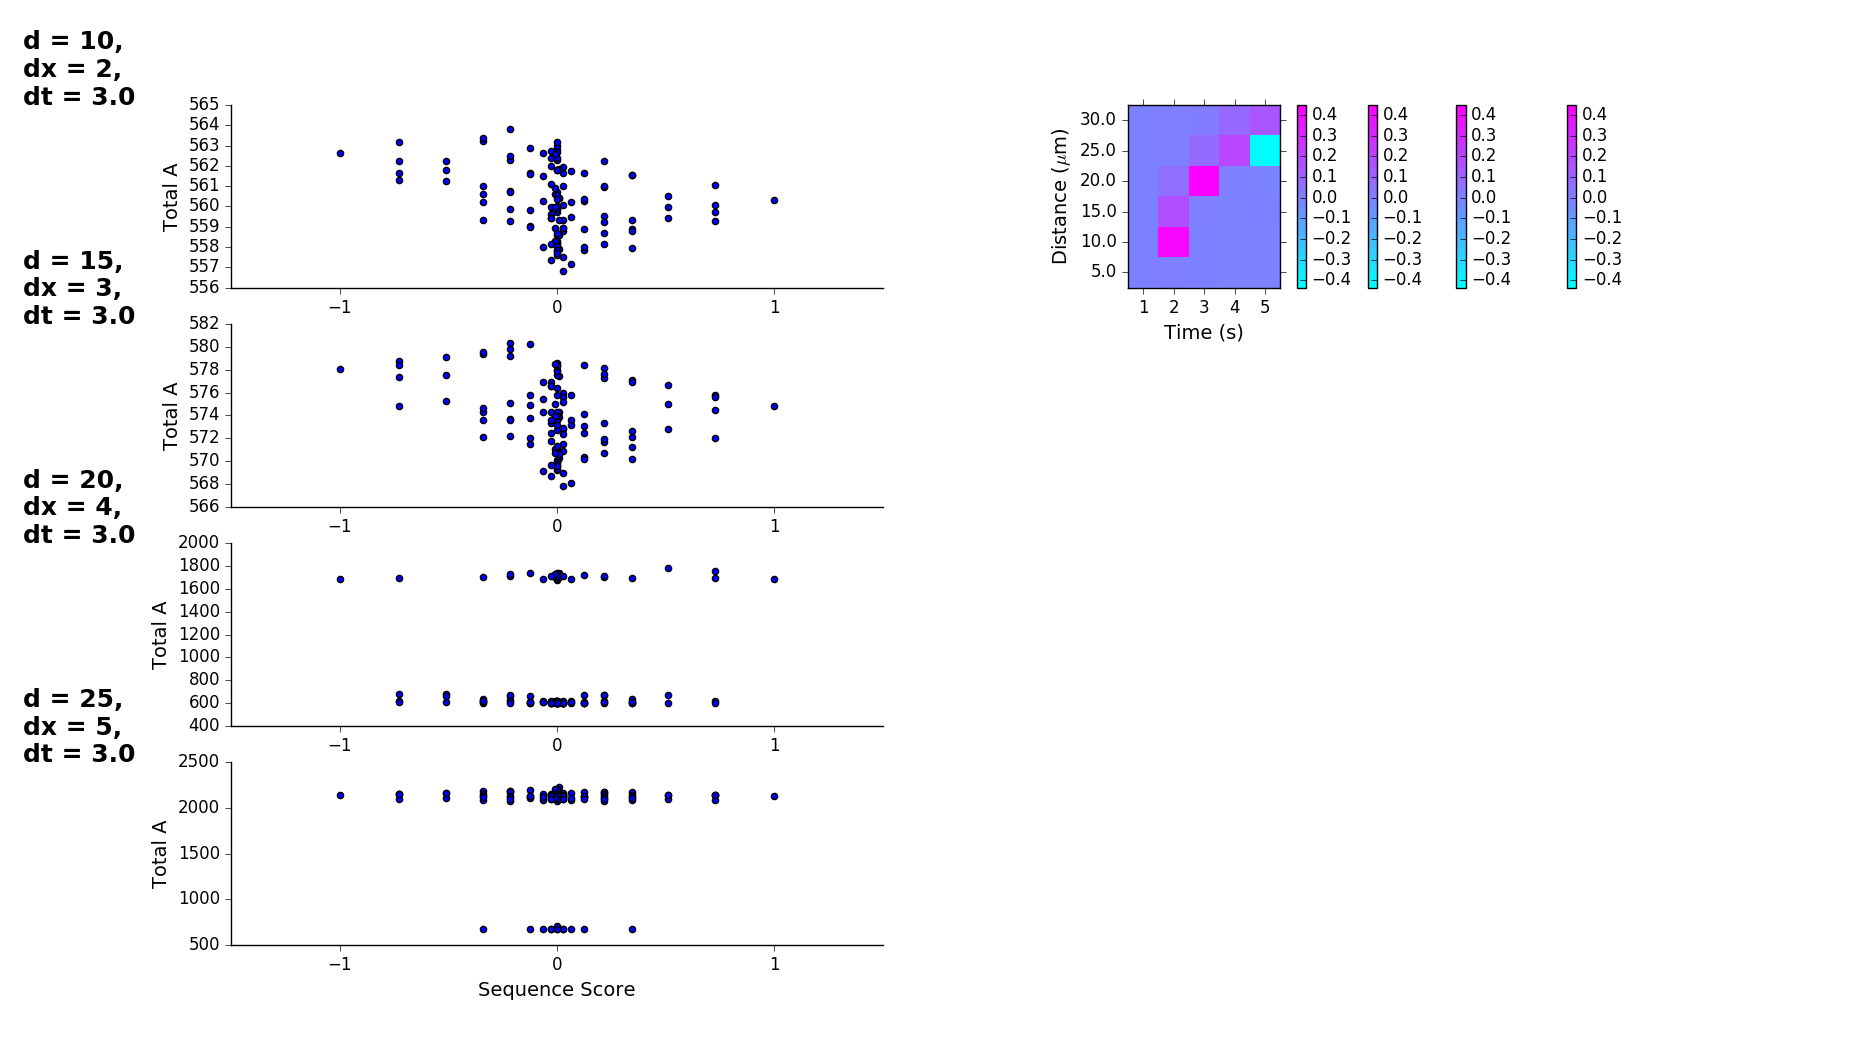 d = 10,
dx = 2,
dt = 3.0
565
564
563
562
561
560
559
558
557
556
Total A
−1 0 1
d = 15,
dx = 3,
dt = 3.0
582
580
578
576
574
572
570
568
566
Total A
−1 0 1
d = 20,
dx = 4,
dt = 3.0
2000
1800
1600
1400
1200
1000
800
600
400
Total A
−1 0 1
d = 25,
dx = 5,
dt = 3.0
2500
2000
1500
1000
500
Total A
−1 0 1
Sequence Score
Distance (μm)
30.0
25.0
20.0
15.0
10.0
5.0
1 2 3 4 5
Time (s)
0.4 0.4 0.4 0.4
0.3 0.3 0.3 0.3
0.2 0.2 0.2 0.2
0.1 0.1 0.1 0.1
0.0 0.0 0.0 0.0
−0.1 −0.1 −0.1 −0.1
−0.2 −0.2 −0.2 −0.2
−0.3 −0.3 −0.3 −0.3
−0.4 −0.4 −0.4 −0.4